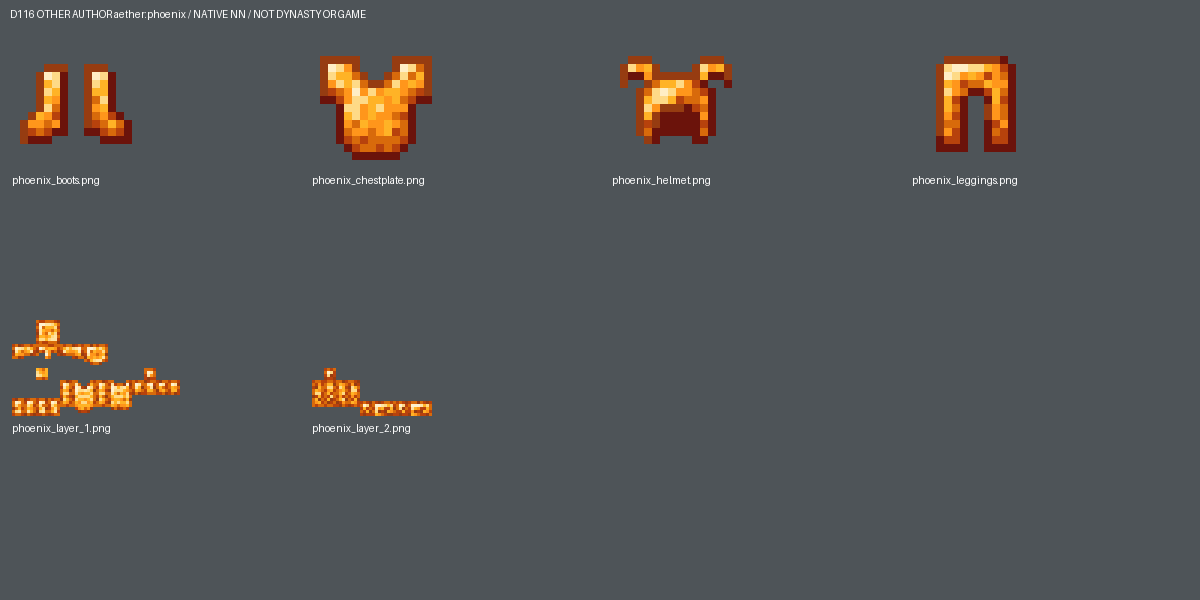 D116 OTHER AUTHOR aether:phoenix / NATIVE NN / NOT DYNASTY OR GAME
phoenix_boots.png
phoenix_chestplate.png
phoenix_helmet.png
phoenix_leggings.png
phoenix_layer_1.png
phoenix_layer_2.png